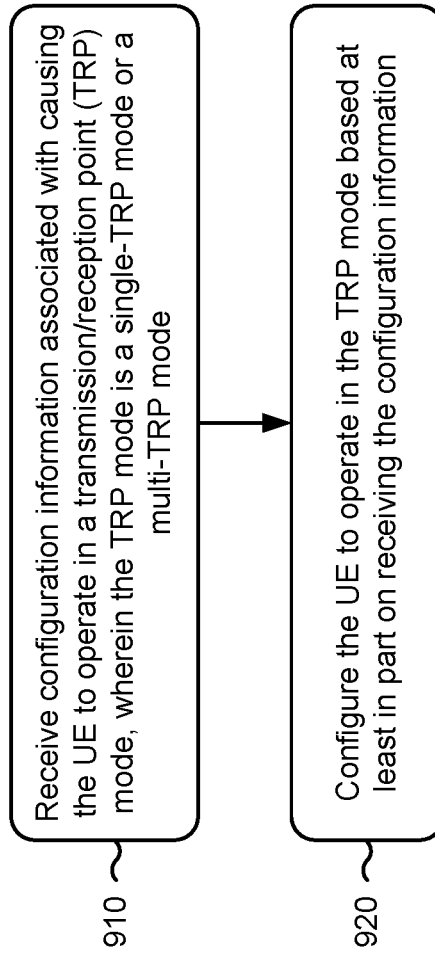 910
Receive configuration information associated with causing
the UE to operate in a transmission/reception point (TRP)
mode, wherein the TRP mode is a single-TRP mode or a
multi-TRP mode
920
Configure the UE to operate in the TRP mode based at
least in part on receiving the configuration information